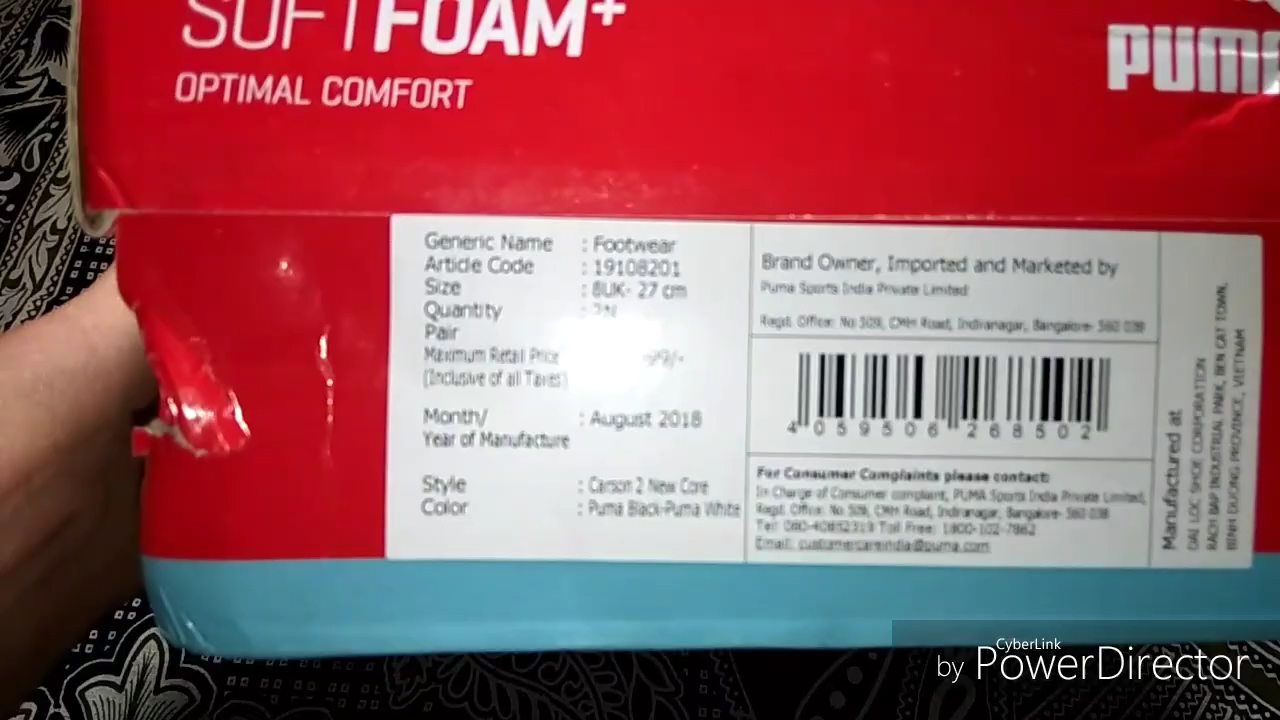 SOFTFOAM+
OPTIMAL COMFORT
PUMA
Generic Name : Footwear
Article Code : 19108201
Size : 8UK- 27 cm
Quantity
Pair
Maximum Retail Price 99/-
(Inclusive of all Taxes)
Month/ : August 2018
Year of Manufacture
Style : Carson 2 New Core
Color : Puma Black-Puma White
Brand Owner, Imported and Marketed by
Puma Sports India Private Limited
Regd. Office: No 509, CMH Road, Indiranagar, Bangalore- 560 038
4 059506 268502
For Consumer Complaints please contact:
In Charge of Consumer complaint, PUMA Sports India Private Limited,
Regd. Office: No 509, CMH Road, Indiranagar, Bangalore- 560 038
Tel: Toll Free: 1800-102-7862
Email: customercareindia@puma.com
Manufactured at
DAI LOC SHOE CORPORATION
RACH BAP INDUSTRIAL PARK, BEN CAT TOWN,
BINH DUONG PROVINCE, VIETNAM
CyberLink
by PowerDirector